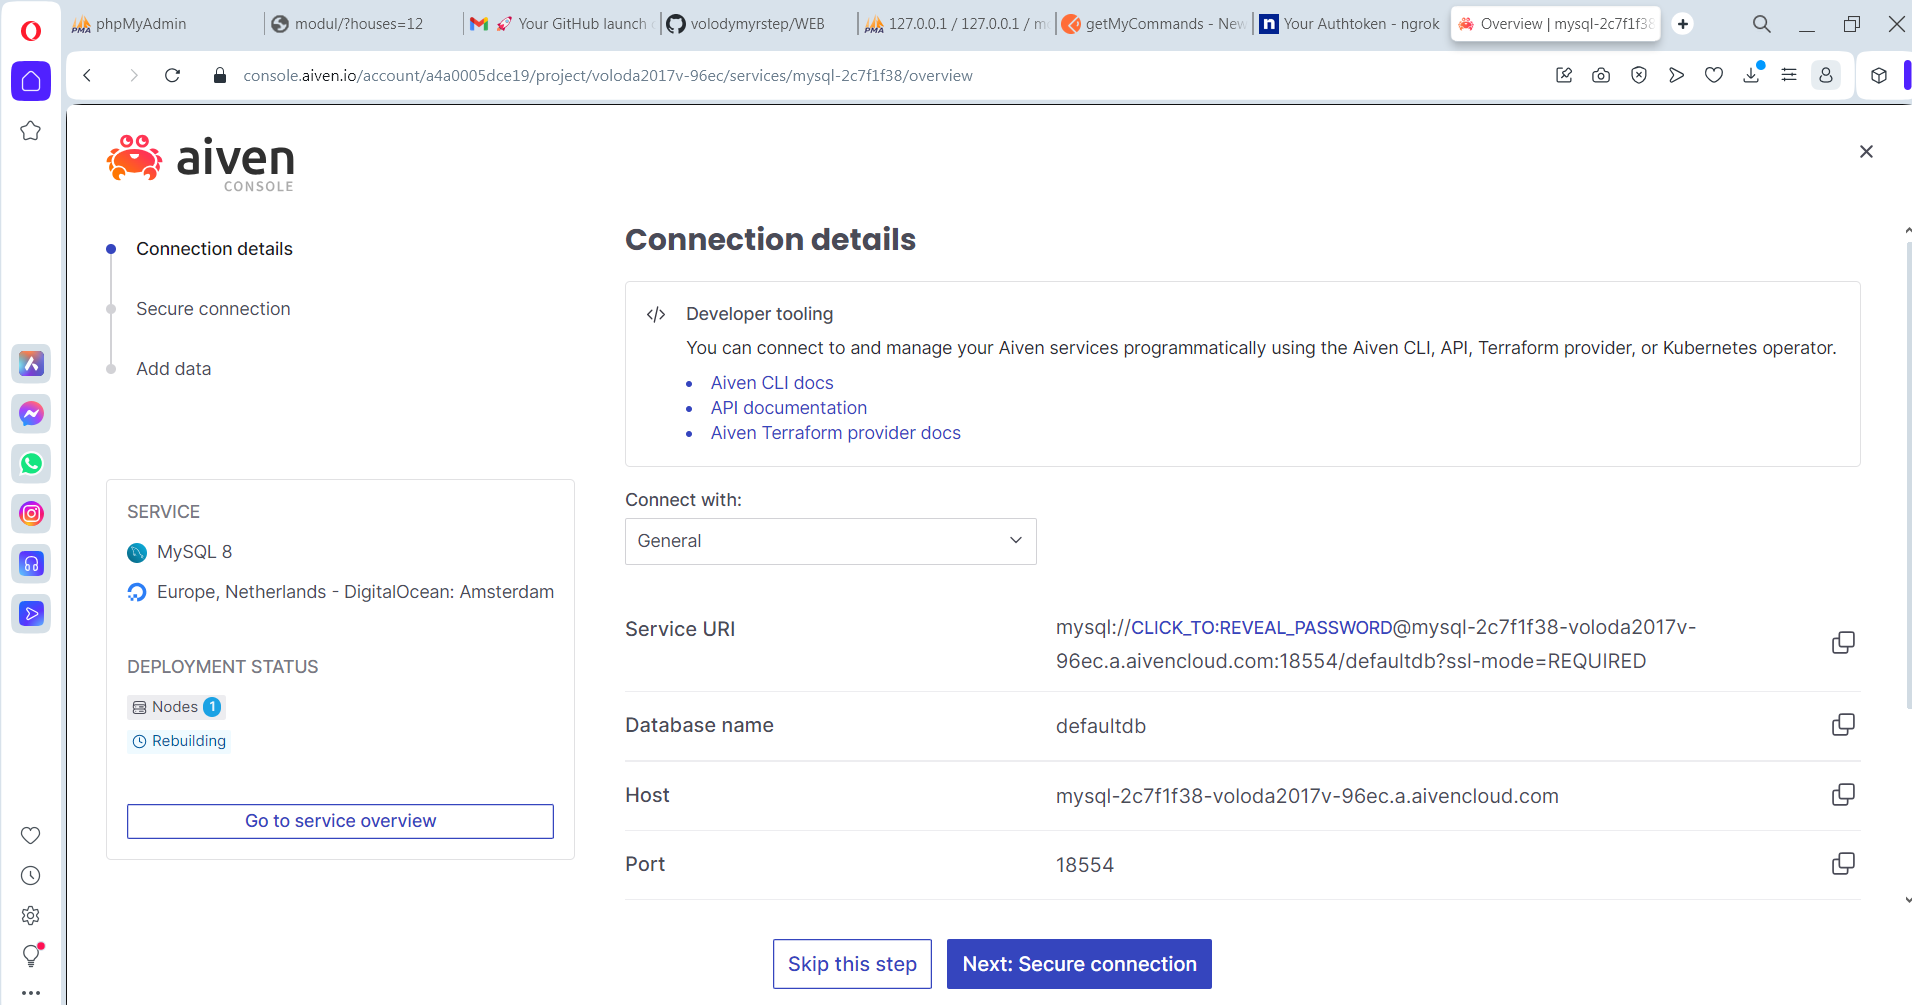 phpMyAdmin
modul/?houses=12
🚀 Your GitHub launch
volodymyrstep/WEB
127.0.0.1 / 127.0.0.1 /
getMyCommands - New
Your Authtoken - ngrok
Overview | mysql-2c7f1f38
console.aiven.io/account/a4a0005dce19/project/voloda2017v-96ec/services/mysql-2c7f1f38/overview
aiven
CONSOLE
Connection details
Secure connection
Add data
SERVICE
MySQL 8
Europe, Netherlands - DigitalOcean: Amsterdam
DEPLOYMENT STATUS
Nodes 1
Rebuilding
Go to service overview
Connection details
</> Developer tooling
You can connect to and manage your Aiven services programmatically using the Aiven CLI, API, Terraform provider, or Kubernetes operator.
• Aiven CLI docs
• API documentation
• Aiven Terraform provider docs
Connect with:
General
Service URI
mysql://CLICK_TO:REVEAL_PASSWORD@mysql-2c7f1f38-voloda2017v-
96ec.a.aivencloud.com:18554/defaultdb?ssl-mode=REQUIRED
Database name
defaultdb
Host
mysql-2c7f1f38-voloda2017v-96ec.a.aivencloud.com
Port
18554
Skip this step
Next: Secure connection